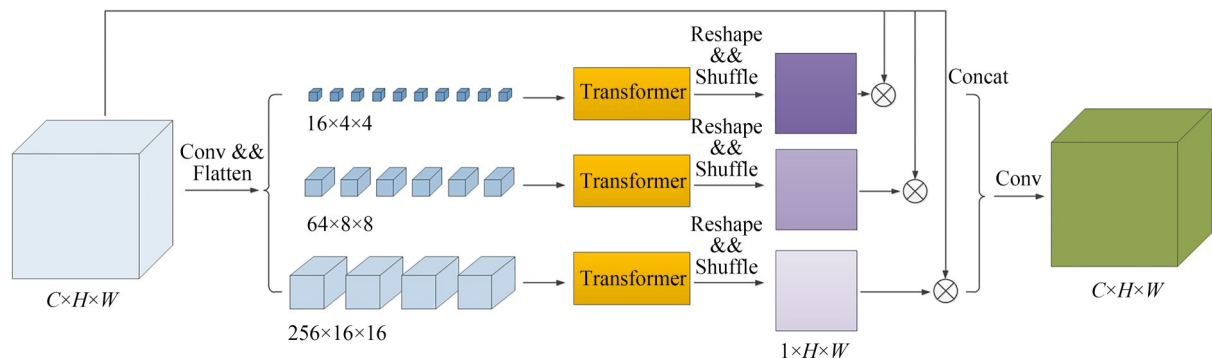 C×H×W
Conv &&
Flatten
16×4×4
64×8×8
256×16×16
Transformer
Transformer
Transformer
Reshape
&&
Shuffle
Reshape
&&
Shuffle
Reshape
&&
Shuffle
1×H×W
Concat
Conv
C×H×W